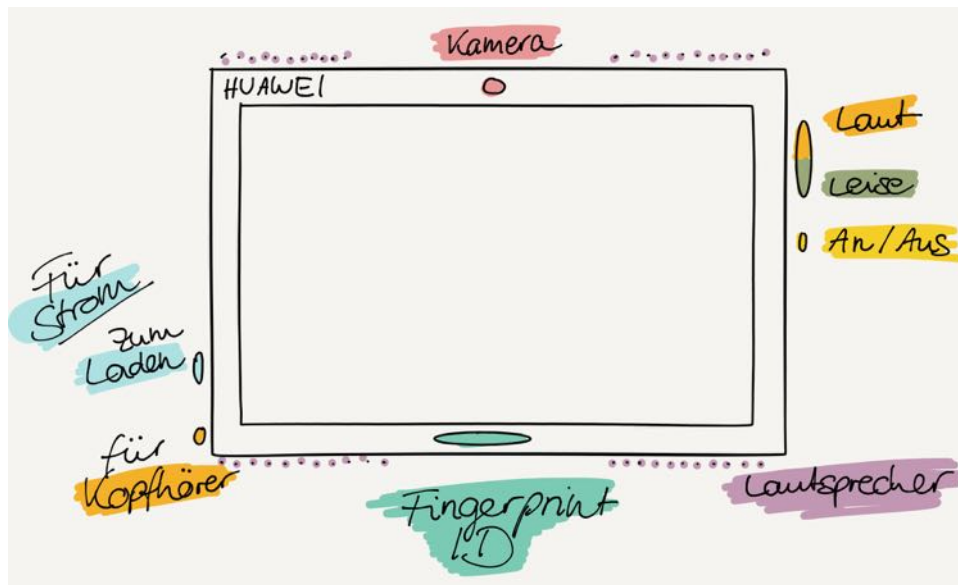 Kamera
HUAWEI
Laut
Leise
An/Aus
Für
Strom
Zum
Laden
für
Kopfhörer
Fingerprint
I.D
Lautsprecher